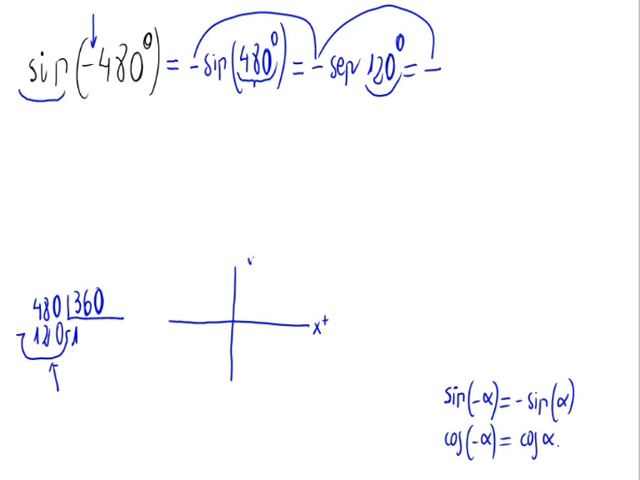 sin(-480°) = -sin(480°) = -sen 120° = -
480 | 360
120 1
x+
sin(-α) = -sin(α)
cos(-α) = cos α.